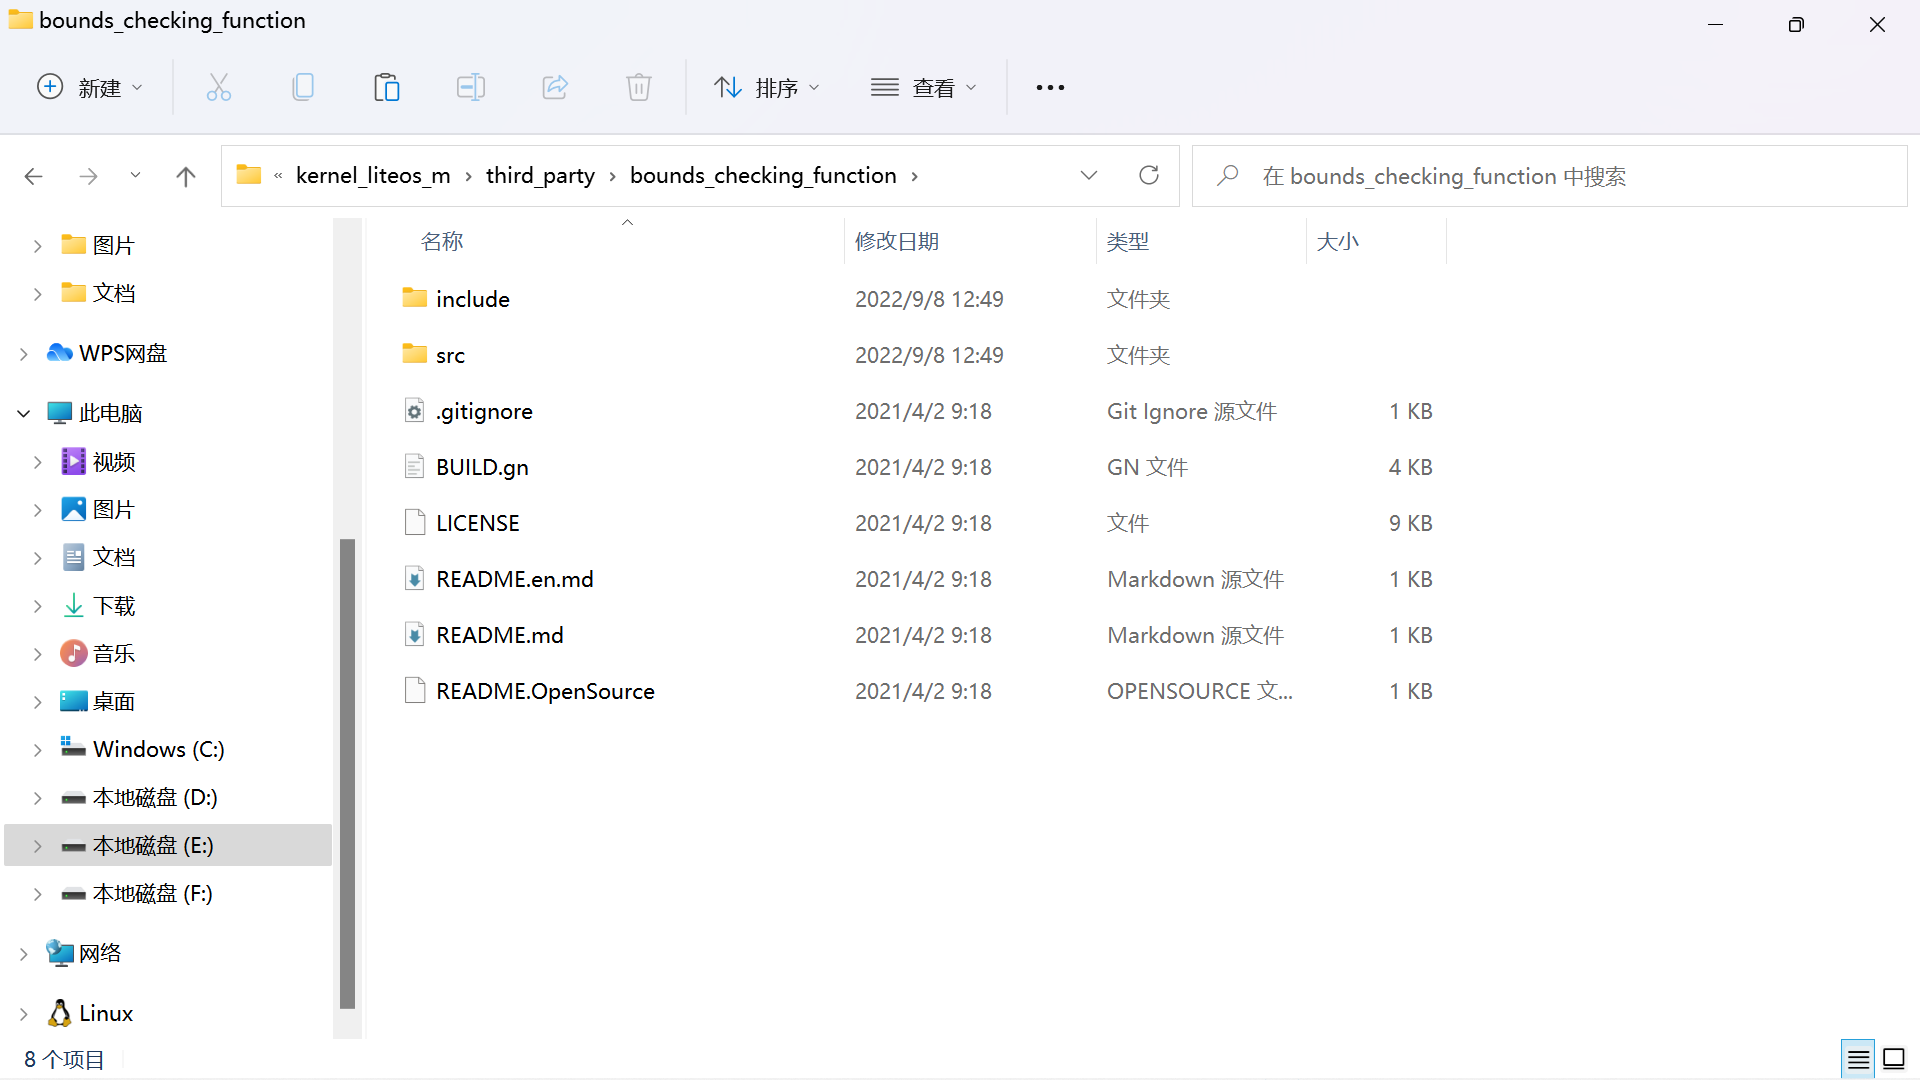 bounds_checking_function
新建 排序 查看
« kernel_liteos_m › third_party › bounds_checking_function ›
在 bounds_checking_function 中搜索
图片
文档
WPS网盘
此电脑
视频
图片
文档
下载
音乐
桌面
Windows (C:)
本地磁盘 (D:)
本地磁盘 (E:)
本地磁盘 (F:)
网络
Linux
名称 修改日期 类型 大小
include 2022/9/8 12:49 文件夹
src 2022/9/8 12:49 文件夹
.gitignore 2021/4/2 9:18 Git Ignore 源文件 1 KB
BUILD.gn 2021/4/2 9:18 GN 文件 4 KB
LICENSE 2021/4/2 9:18 文件 9 KB
README.en.md 2021/4/2 9:18 Markdown 源文件 1 KB
README.md 2021/4/2 9:18 Markdown 源文件 1 KB
README.OpenSource 2021/4/2 9:18 OPENSOURCE 文... 1 KB
8 个项目